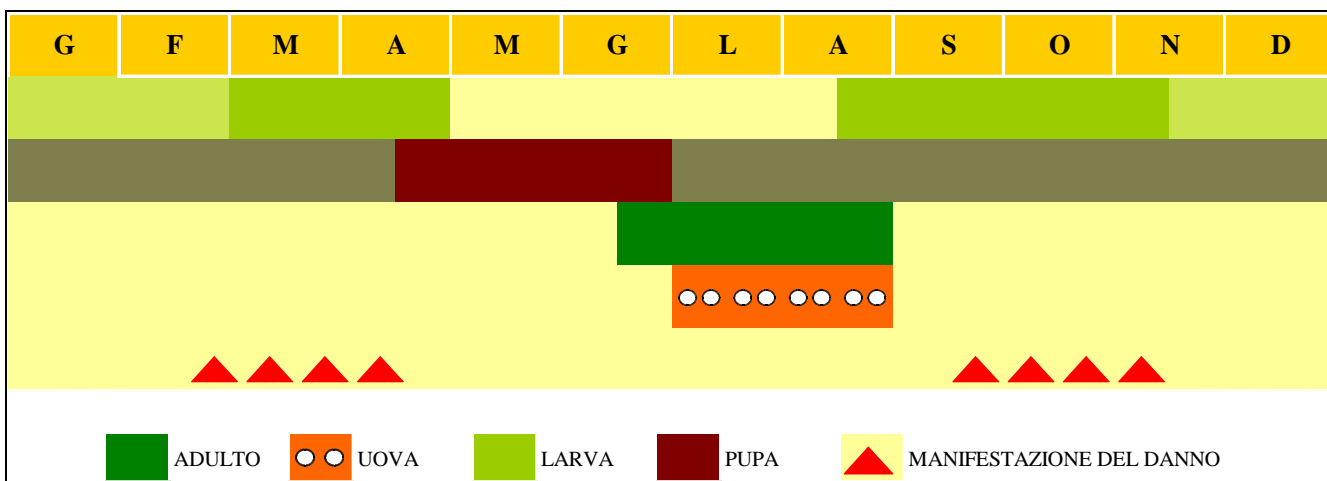 G F M A M G L A S O N D
ADULTO UOVA LARVA PUPA MANIFESTAZIONE DEL DANNO